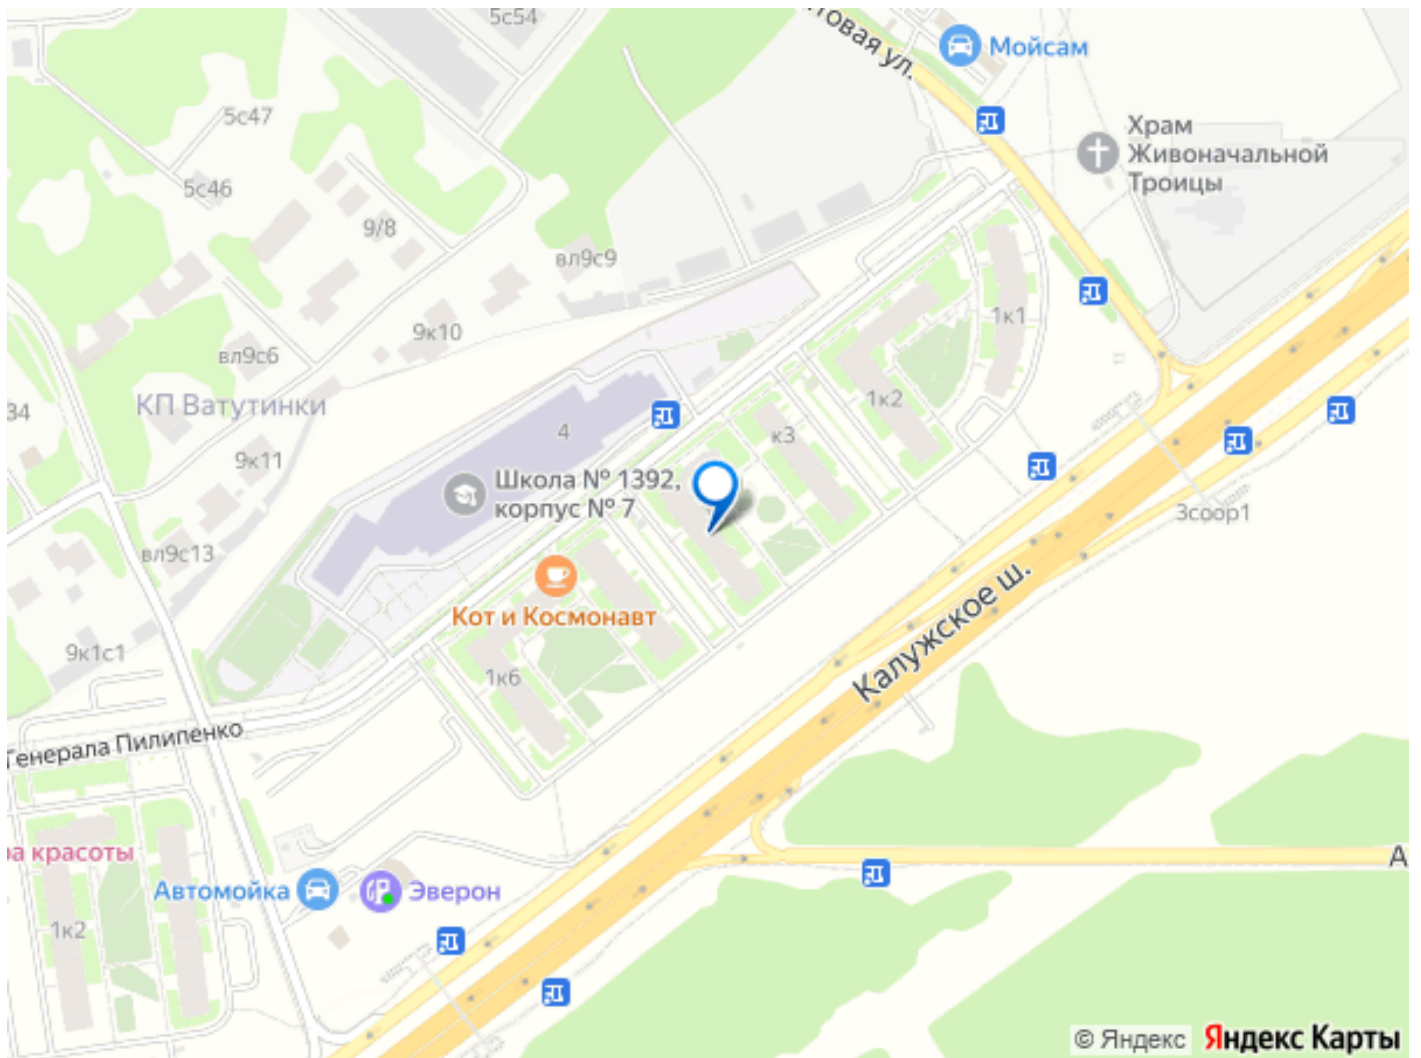 5с54
товая ул.
Мойсам
5с47
Храм
Живоначальной
Троицы
5с46
9/8
вл9с9
1к1
9к10
вл9с6
1к2
КП Ватутинки
34
4
к3
9к11
Школа № 1392,
корпус № 7
3соор1
вл9с13
Кот и Космонавт
Калужское ш.
9к1с1
1к6
Генерала Пилипенко
ра красоты
А
Автомойка
Эверон
1к2
© Яндекс Яндекс Карты